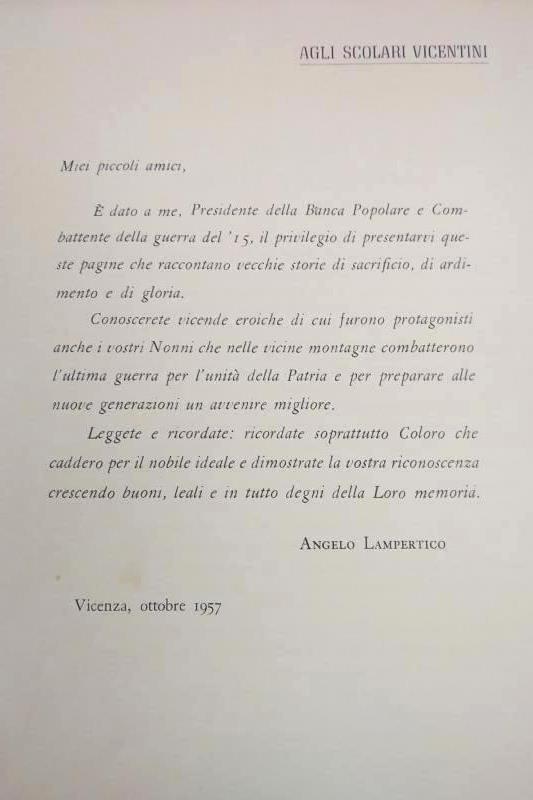 AGLI SCOLARI VICENTINI
Miei piccoli amici,
È dato a me, Presidente della Banca Popolare e Com-
battente della guerra del '15, il privilegio di presentarvi que-
ste pagine che raccontano vecchie storie di sacrificio, di ardi-
mento e di gloria.
Conoscerete vicende eroiche di cui furono protagonisti
anche i vostri Nonni che nelle vicine montagne combatterono
l'ultima guerra per l'unità della Patria e per preparare alle
nuove generazioni un avvenire migliore.
Leggete e ricordate: ricordate soprattutto Coloro che
caddero per il nobile ideale e dimostrate la vostra riconoscenza
crescendo buoni, leali e in tutto degni della Loro memoria.
ANGELO LAMPERTICO
Vicenza, ottobre 1957